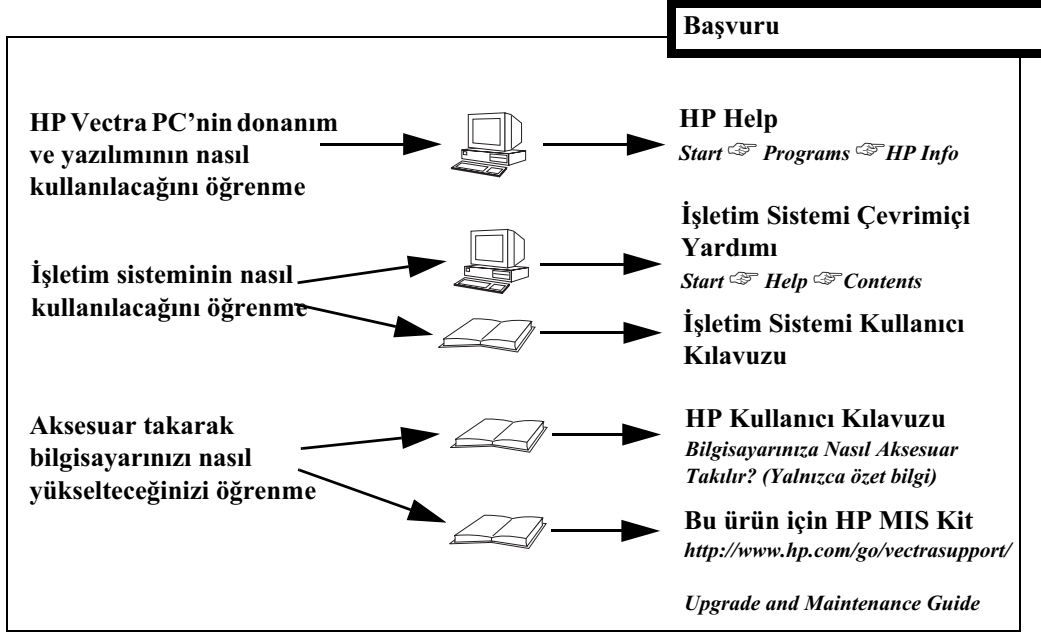 Başvuru
HP Vectra PC’nin donanım
ve yazılımının nasıl
kullanılacağını öğrenme
HP Help
Start ☞ Programs ☞ HP Info
İşletim sisteminin nasıl
kullanılacağını öğrenme
İşletim Sistemi Çevrimiçi
Yardımı
Start ☞ Help ☞ Contents
İşletim Sistemi Kullanıcı
Kılavuzu
Aksesuar takarak
bilgisayarınızı nasıl
yükselteceğinizi öğrenme
HP Kullanıcı Kılavuzu
Bilgisayarınıza Nasıl Aksesuar
Takılır? (Yalnızca özet bilgi)
Bu ürün için HP MIS Kit
http://www.hp.com/go/vectrasupport/
Upgrade and Maintenance Guide